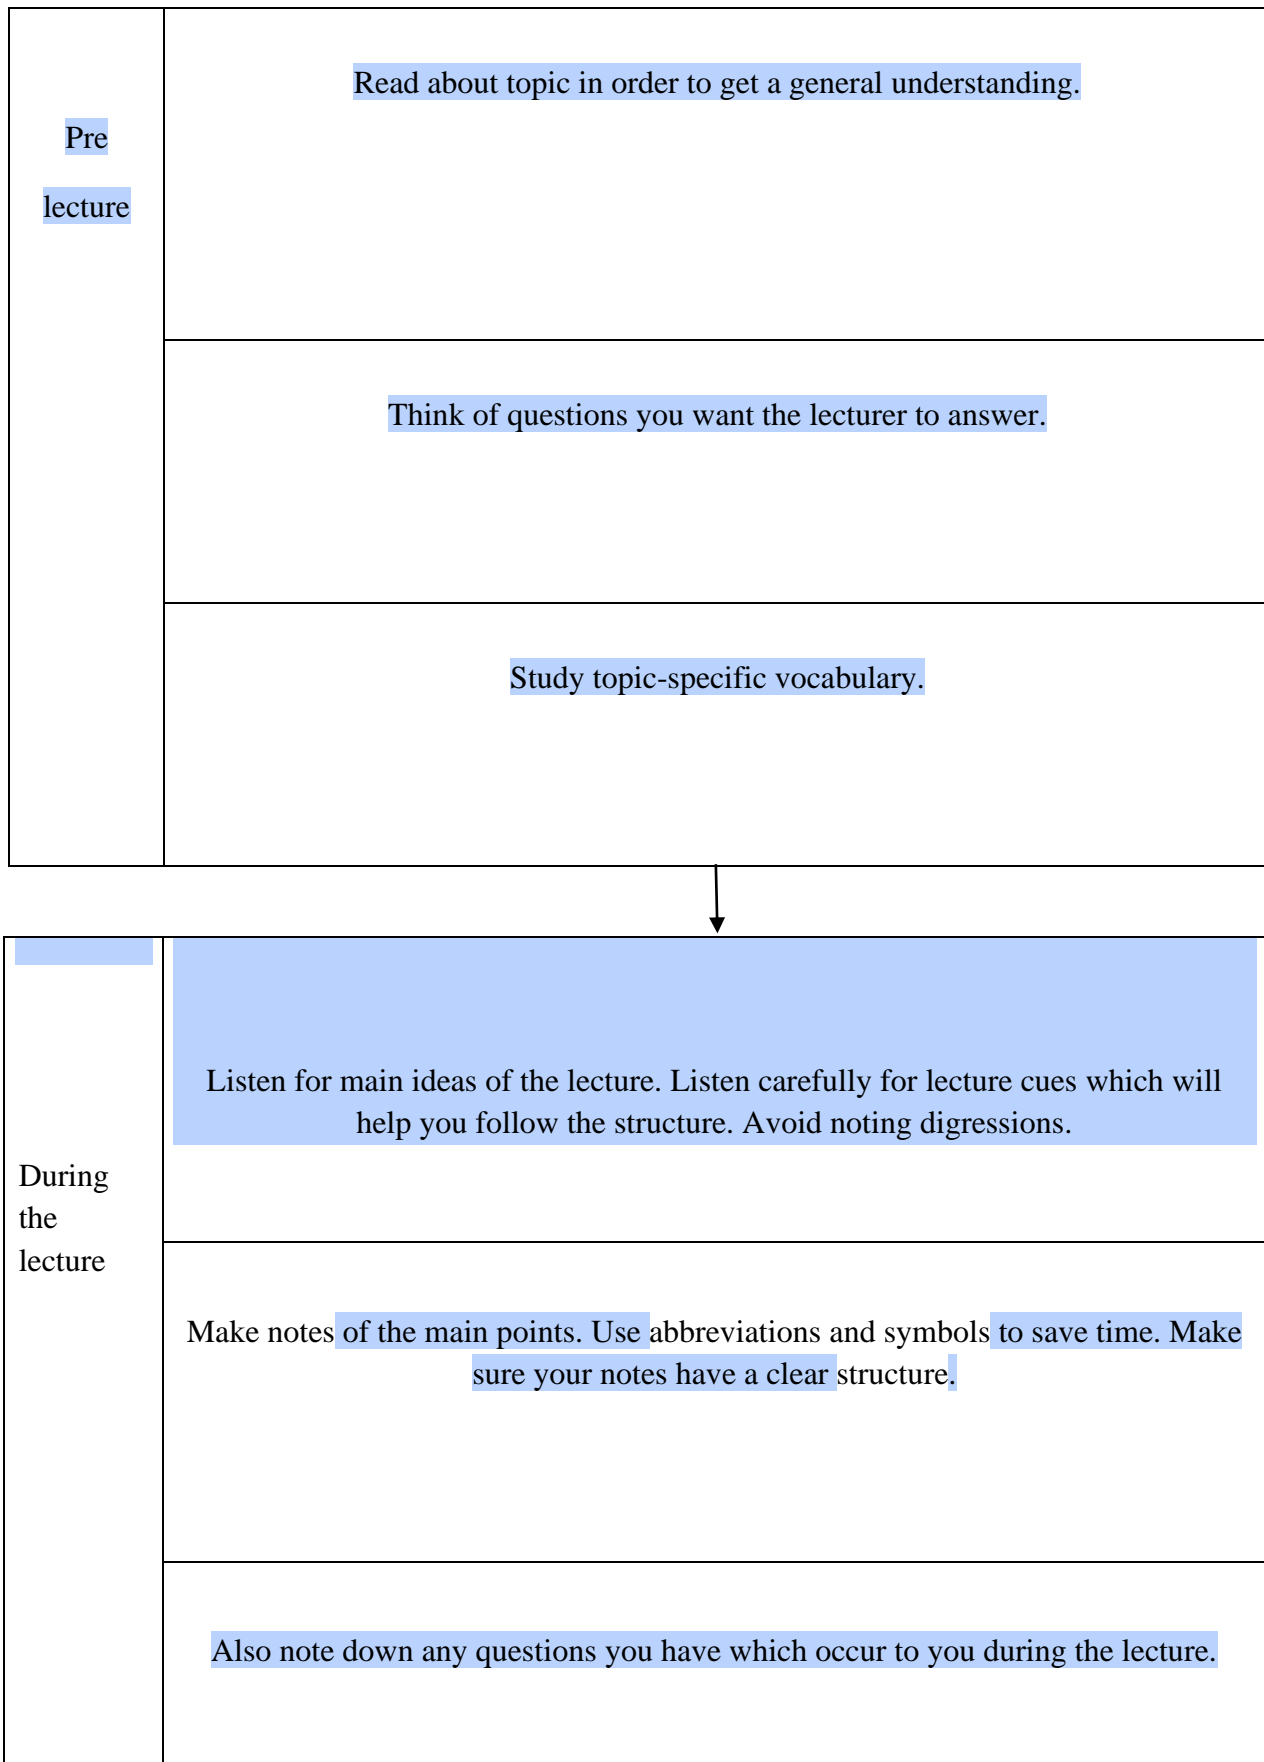 Pre
lecture
Read about topic in order to get a general understanding.
Think of questions you want the lecturer to answer.
Study topic-specific vocabulary.
During
the
lecture
Listen for main ideas of the lecture. Listen carefully for lecture cues which will
help you follow the structure. Avoid noting digressions.
Make notes of the main points. Use abbreviations and symbols to save time. Make
sure your notes have a clear structure.
Also note down any questions you have which occur to you during the lecture.